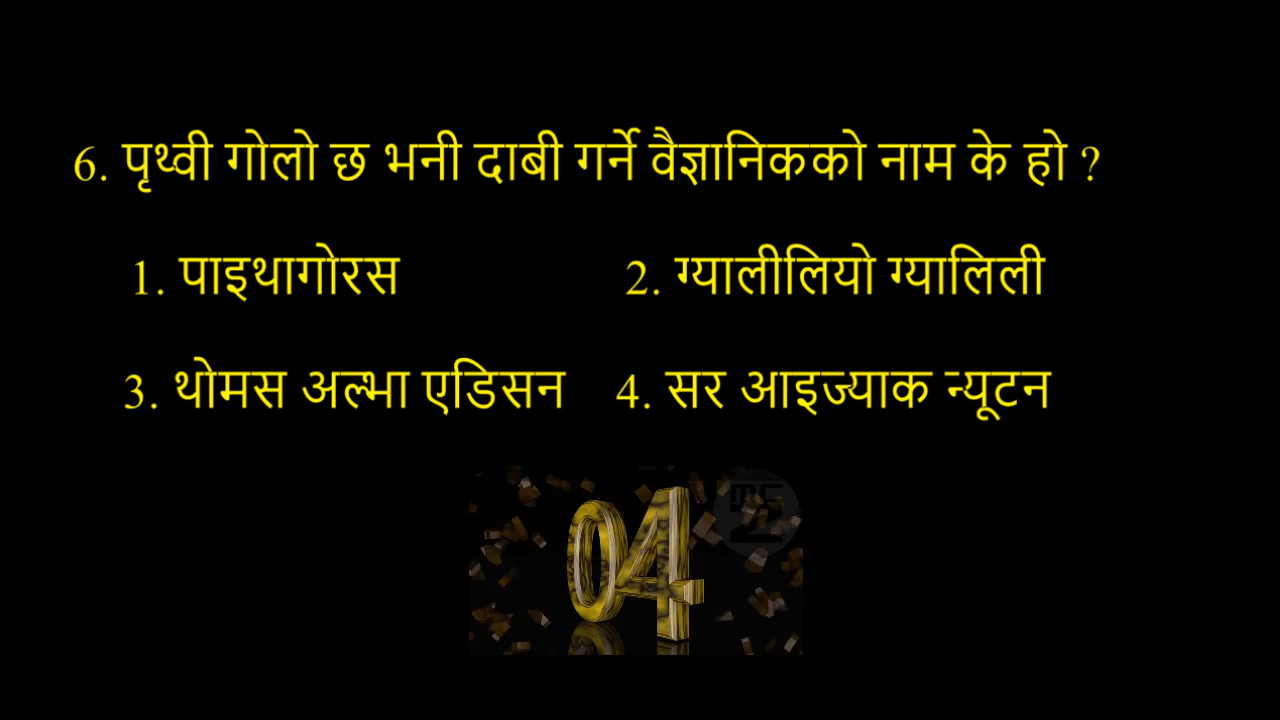 6. पृथ्वी गोलो छ भनी दाबी गर्ने वैज्ञानिकको नाम के हो ?
1. पाइथागोरस 2. ग्यालीलियो ग्यालिली
3. थोमस अल्भा एडिसन 4. सर आइज्याक न्यूटन
04